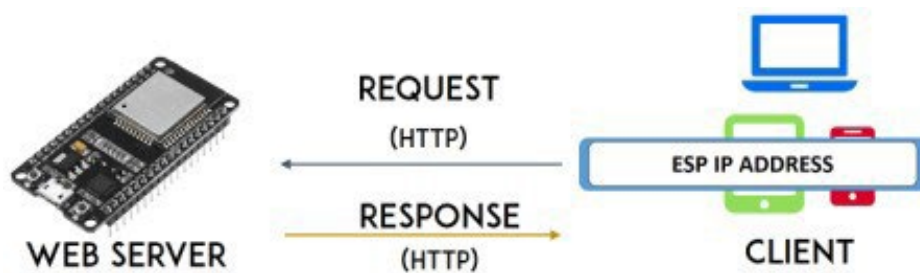 REQUEST
(HTTP)
ESP IP ADDRESS
RESPONSE
(HTTP)
WEB SERVER
CLIENT